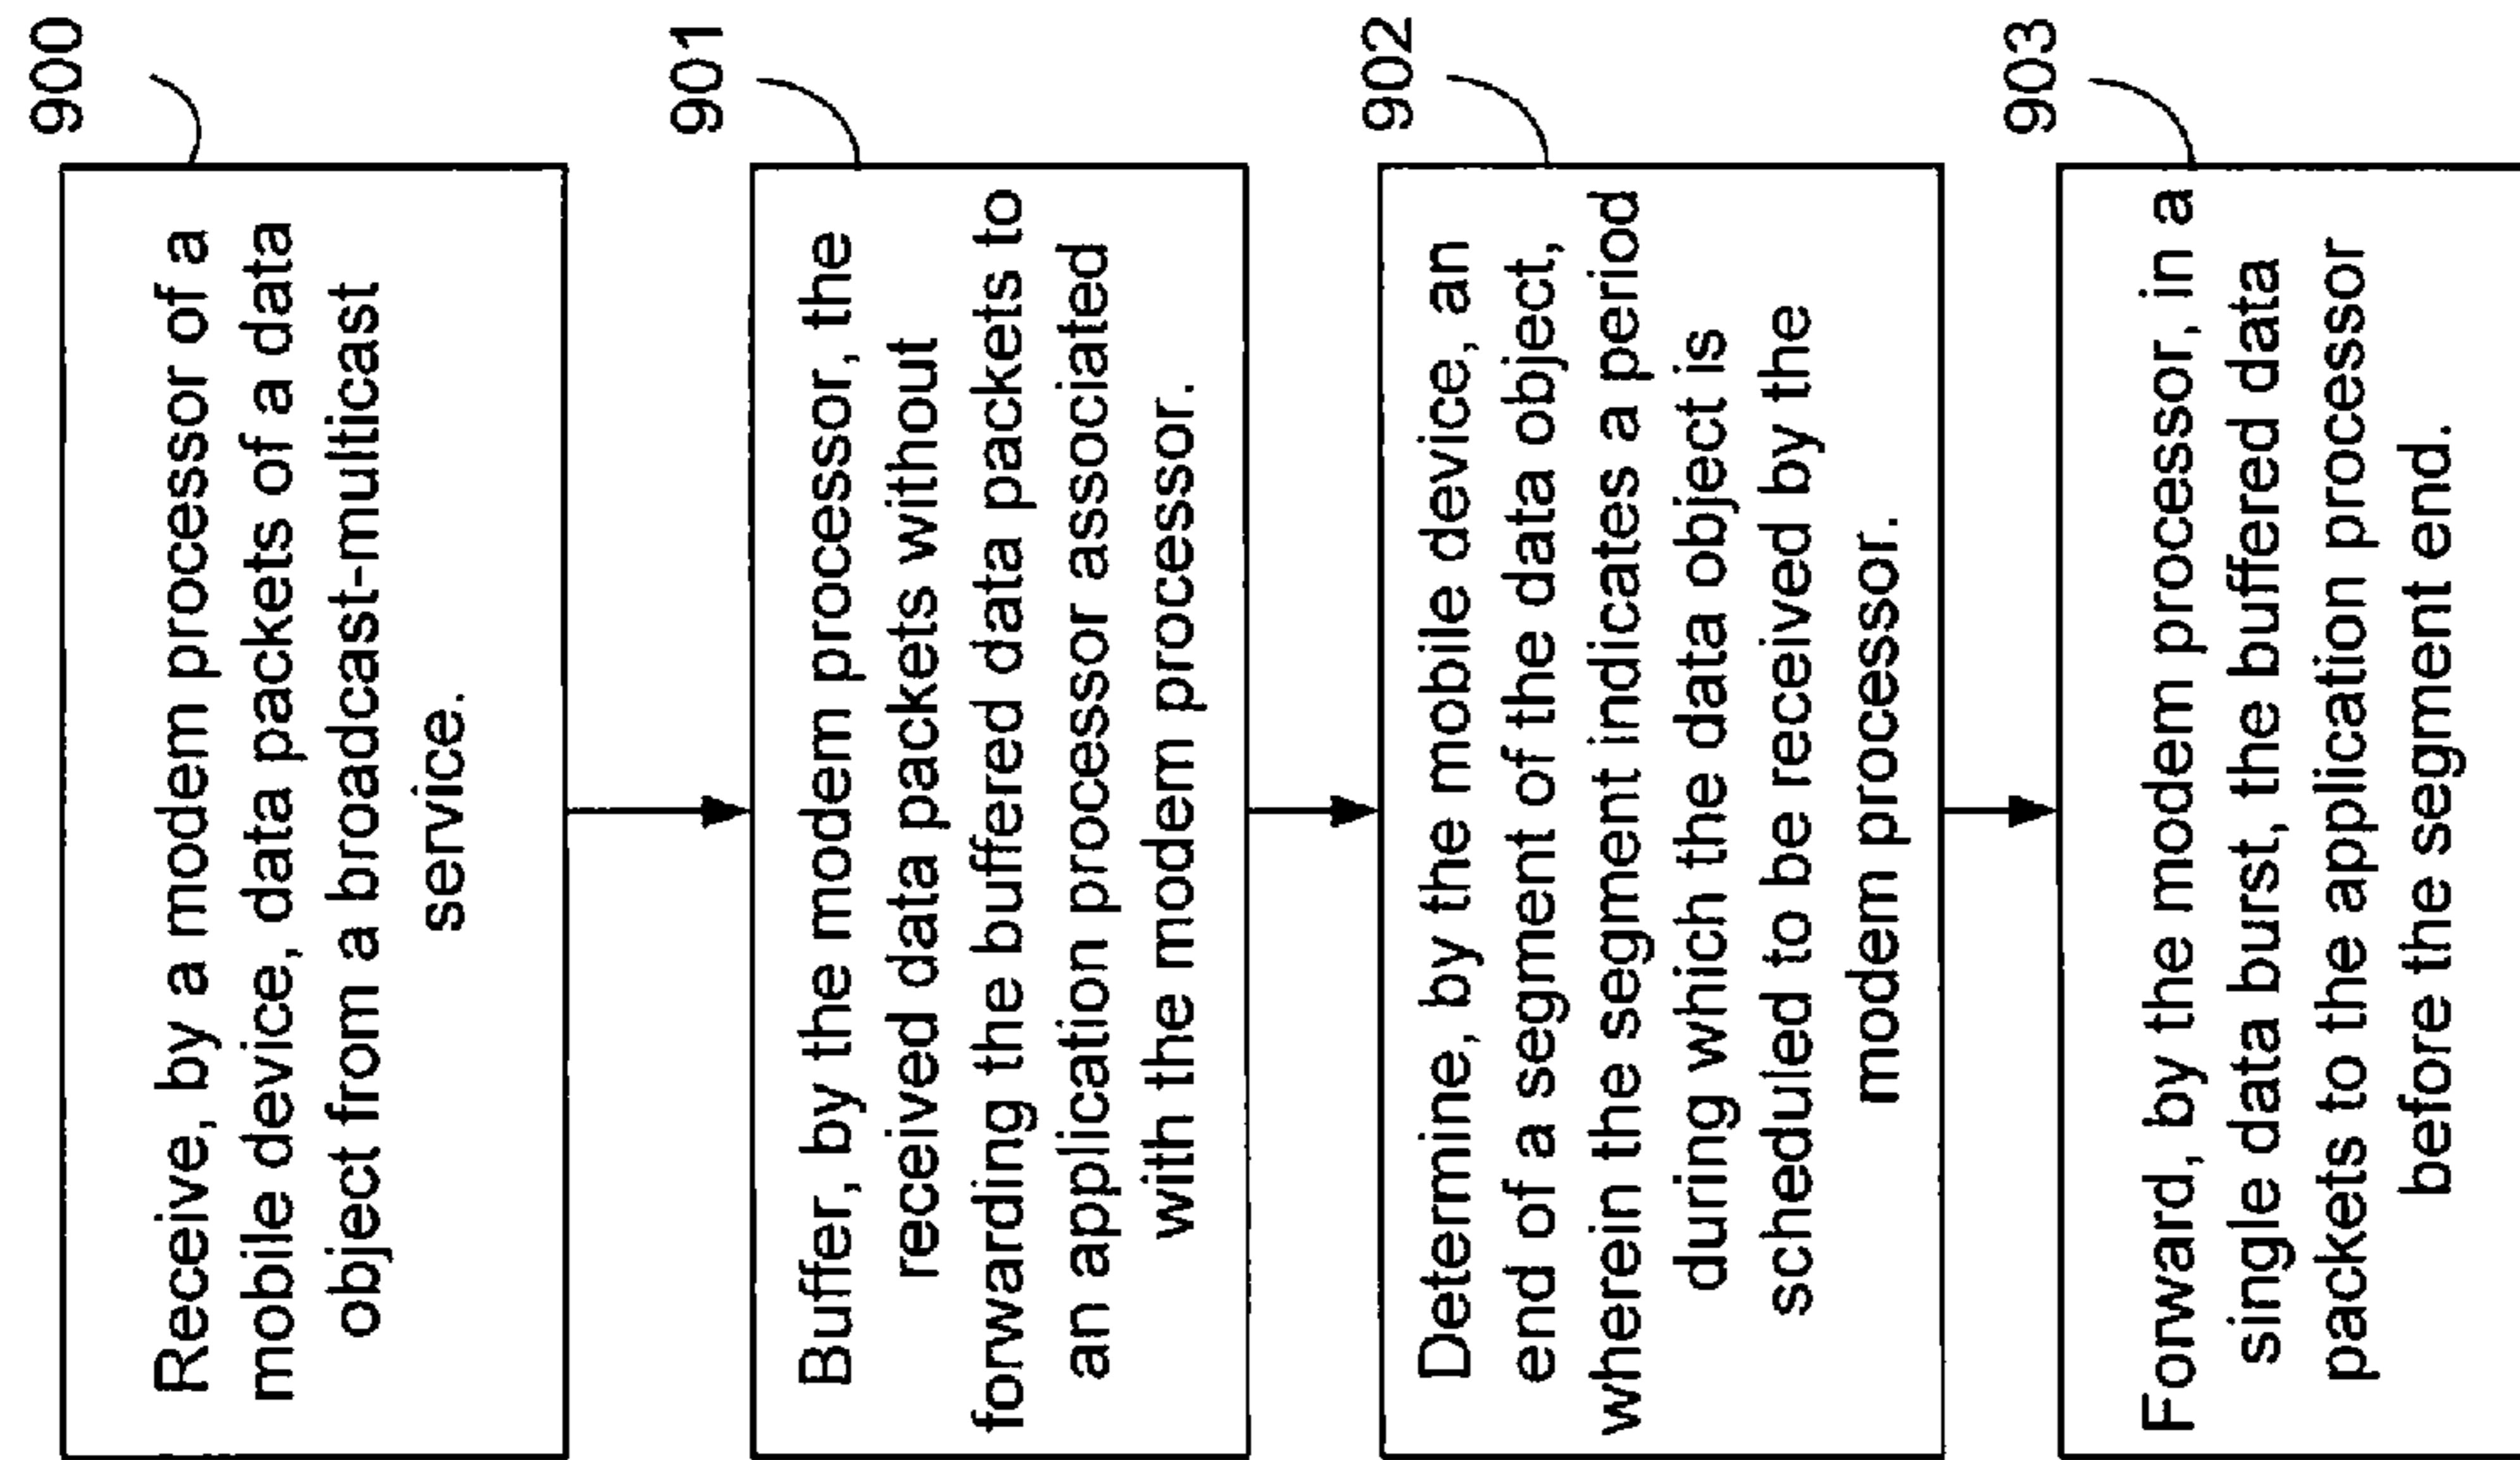 900
Receive, by a modem processor of a
mobile device, data packets of a data
object from a broadcast-multicast
service.
901
Buffer, by the modem processor, the
received data packets without
forwarding the buffered data packets to
an application processor associated
with the modem processor.
902
Determine, by the mobile device, an
end of a segment of the data object,
wherein the segment indicates a period
during which the data object is
scheduled to be received by the
modem processor.
903
Forward, by the modem processor, in a
single data burst, the buffered data
packets to the application processor
before the segment end.